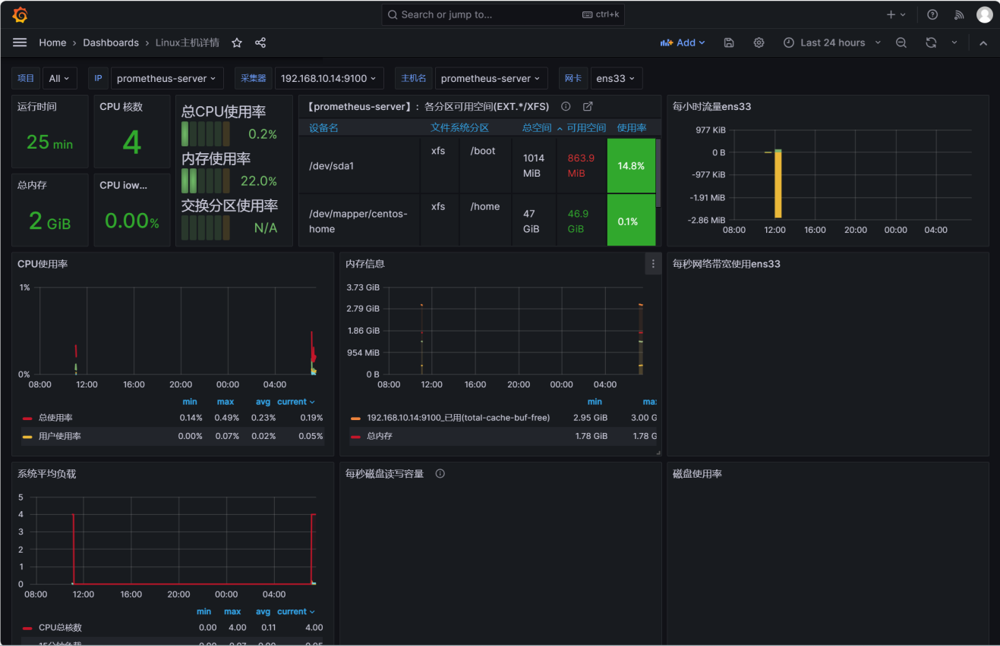 Search or jump to...
ctrl+k
Home › Dashboards › Linux主机详情
Add
Last 24 hours
项目 All
IP prometheus-server
采集器 192.168.10.14:9100
主机名 prometheus-server
网卡 ens33
运行时间
25 min
CPU 核数
4
总内存
2 GiB
CPU iow...
0.00%
总CPU使用率
0.2%
内存使用率
22.0%
交换分区使用率
N/A
【prometheus-server】: 各分区可用空间(EXT.*/XFS)
设备名 文件系统分区 总空间 可用空间 使用率
/dev/sda1 xfs /boot 1014 MiB 863.9 MiB 14.8%
/dev/mapper/centos-home xfs /home 47 GiB 46.9 GiB 0.1%
每小时流量ens33
977 KiB
0 B
-977 KiB
-1.91 MiB
-2.86 MiB
08:00 12:00 16:00 20:00 00:00 04:00
CPU使用率
1%
0%
08:00 12:00 16:00 20:00 00:00 04:00
min max avg current
总使用率 0.14% 0.49% 0.23% 0.19%
用户使用率 0.00% 0.07% 0.02% 0.05%
内存信息
3.73 GiB
2.79 GiB
1.86 GiB
954 MiB
0 B
08:00 12:00 16:00 20:00 00:00 04:00
min max
192.168.10.14:9100_已用(total-cache-buf-free) 2.95 GiB 3.00 G
总内存 1.78 GiB 1.78 G
每秒网络带宽使用ens33
系统平均负载
5
4
3
2
1
0
08:00 12:00 16:00 20:00 00:00 04:00
min max avg current
CPU总核数 0.00 4.00 0.11 4.00
15分钟负载 0.00 0.07 0.00 0.05
每秒磁盘读写容量
磁盘使用率